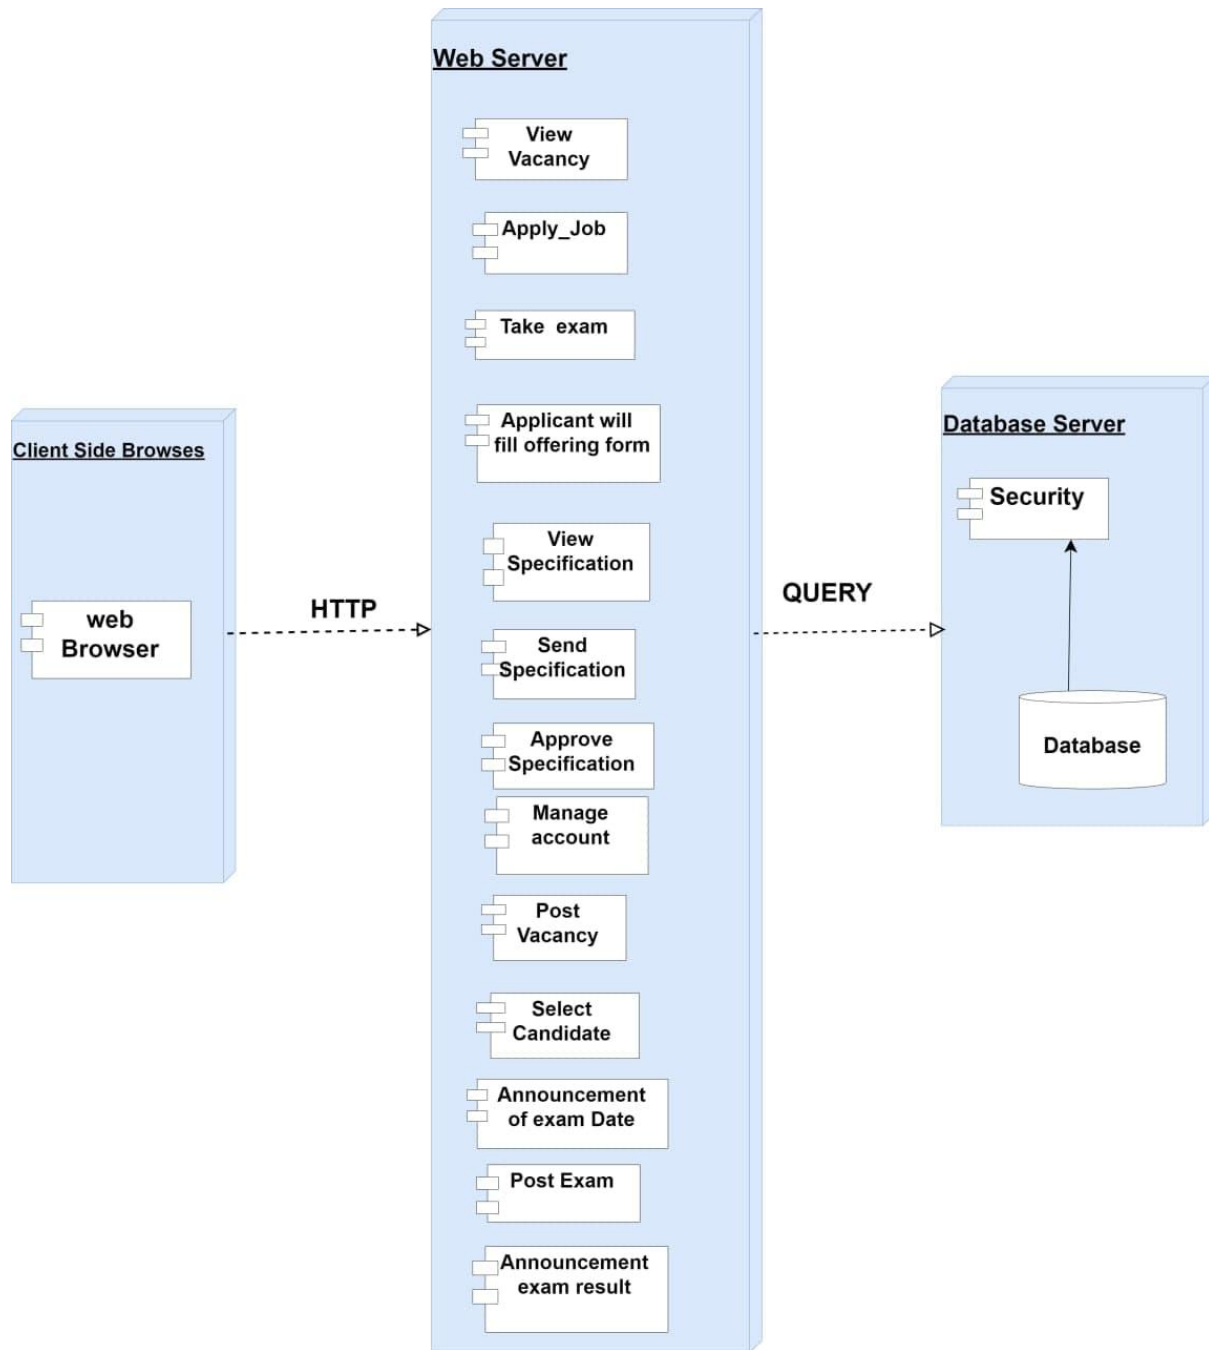 Web Server
View
Vacancy
Apply_Job
Take exam
Applicant will
fill offering form
View
Specification
Send
Specification
Approve
Specification
Manage
account
Post
Vacancy
Select
Candidate
Announcement
of exam Date
Post Exam
Announcement
exam result
Client Side Browses
web
Browser
HTTP
QUERY
Database Server
Security
Database